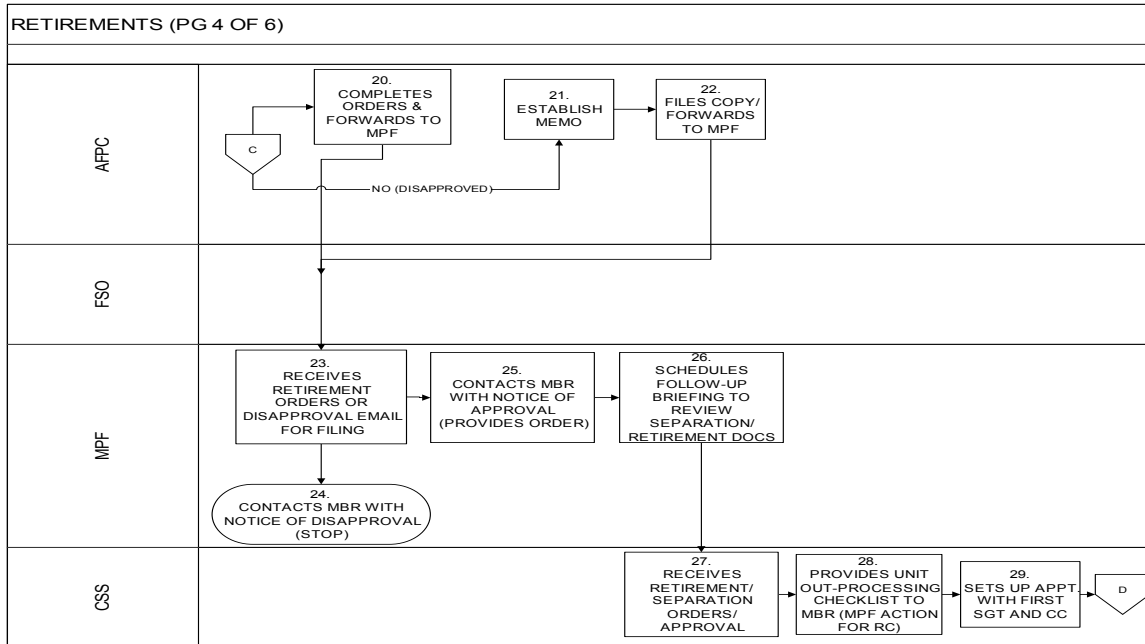 RETIREMENTS (PG 4 OF 6)
AFPC
C
20.
COMPLETES
ORDERS &
FORWARDS TO
MPF
NO (DISAPPROVED)
21.
ESTABLISH
MEMO
22.
FILES COPY/
FORWARDS
TO MPF
FSO
MPF
23.
RECEIVES
RETIREMENT
ORDERS OR
DISAPPROVAL EMAIL
FOR FILING
24.
CONTACTS MBR WITH
NOTICE OF DISAPPROVAL
(STOP)
25.
CONTACTS MBR
WITH NOTICE OF
APPROVAL
(PROVIDES ORDER)
26.
SCHEDULES
FOLLOW-UP
BRIEFING TO
REVIEW
SEPARATION/
RETIREMENT DOCS
CSS
27.
RECEIVES
RETIREMENT/
SEPARATION
ORDERS/
APPROVAL
28.
PROVIDES UNIT
OUT-PROCESSING
CHECKLIST TO
MBR (MPF ACTION
FOR RC)
29.
SETS UP APPT.
WITH FIRST
SGT AND CC
D